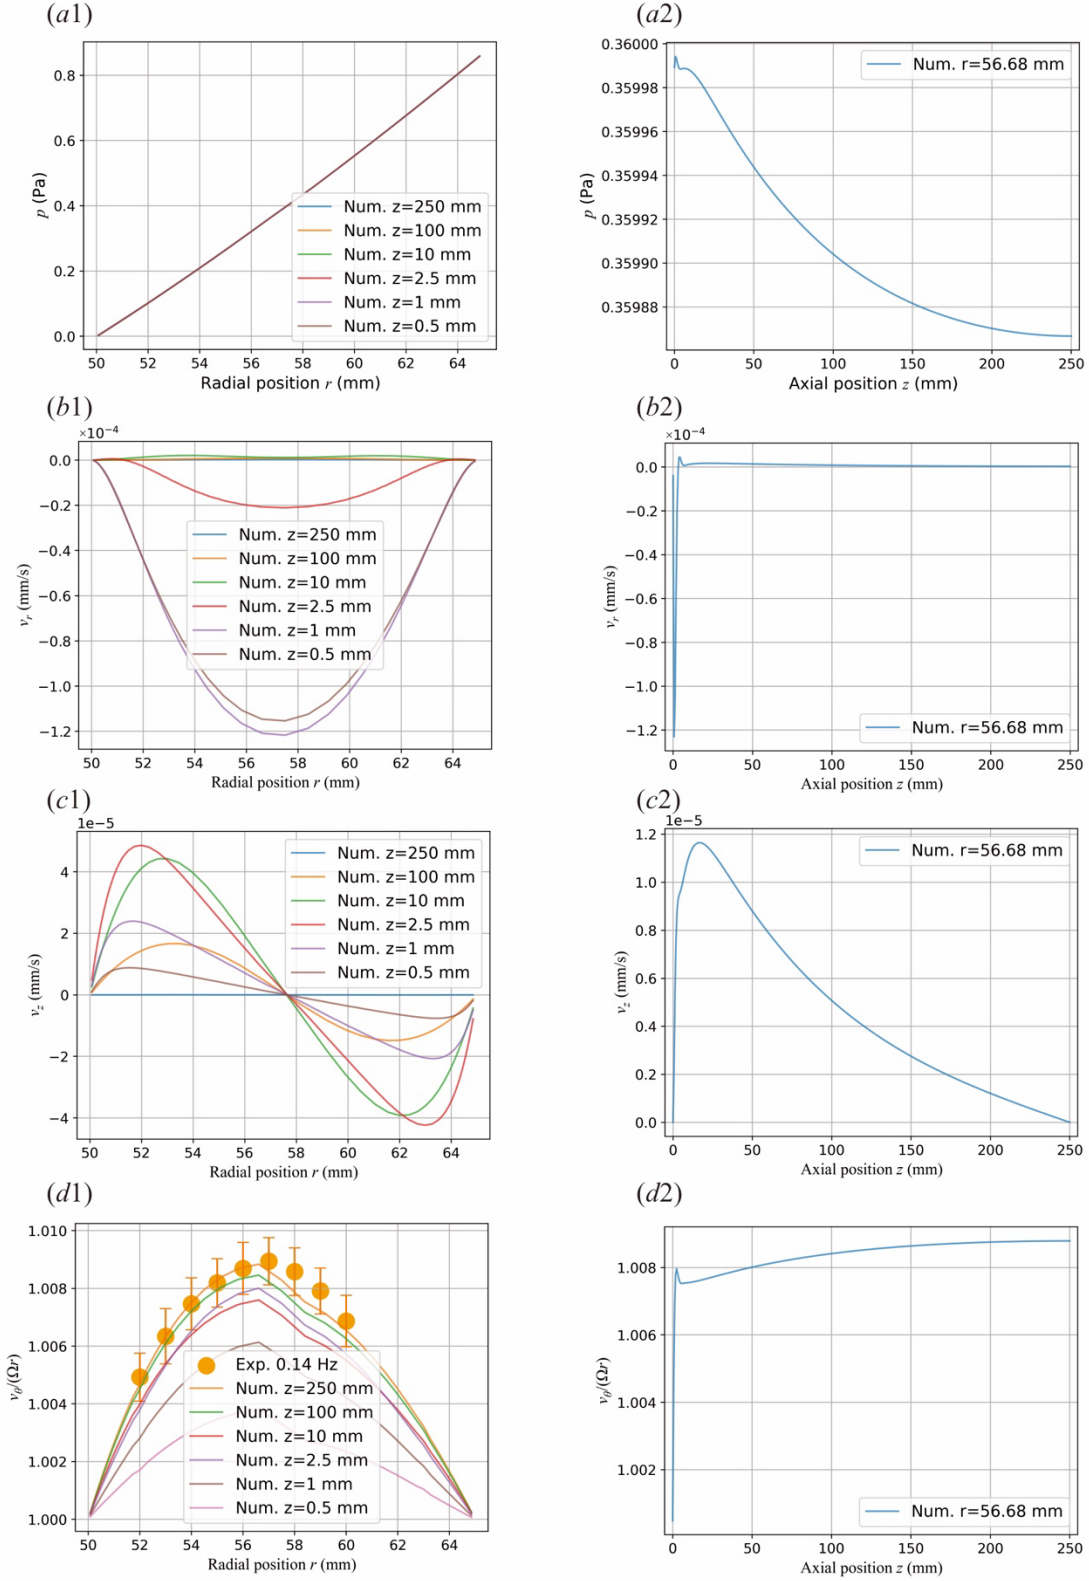 (a1)
0.8
0.6
0.4
0.2
0.0
p (Pa)
Num. z=250 mm
Num. z=100 mm
Num. z=10 mm
Num. z=2.5 mm
Num. z=1 mm
Num. z=0.5 mm
50 52 54 56 58 60 62 64
Radial position r (mm)
(a2)
0.36000
0.35998
0.35996
0.35994
0.35992
0.35990
0.35988
p (Pa)
Num. r=56.68 mm
0 50 100 150 200 250
Axial position z (mm)
(b1)
×10⁻⁴
0.0
−0.2
−0.4
−0.6
−0.8
−1.0
−1.2
vᵣ (mm/s)
Num. z=250 mm
Num. z=100 mm
Num. z=10 mm
Num. z=2.5 mm
Num. z=1 mm
Num. z=0.5 mm
50 52 54 56 58 60 62 64
Radial position r (mm)
(b2)
×10⁻⁴
0.0
−0.2
−0.4
−0.6
−0.8
−1.0
−1.2
vᵣ (mm/s)
Num. r=56.68 mm
0 50 100 150 200 250
Axial position z (mm)
(c1)
1e−5
4
2
0
−2
−4
v_z (mm/s)
Num. z=250 mm
Num. z=100 mm
Num. z=10 mm
Num. z=2.5 mm
Num. z=1 mm
Num. z=0.5 mm
50 52 54 56 58 60 62 64
Radial position r (mm)
(c2)
1e−5
1.2
1.0
0.8
0.6
0.4
0.2
0.0
v_z (mm/s)
Num. r=56.68 mm
0 50 100 150 200 250
Axial position z (mm)
(d1)
1.010
1.008
1.006
1.004
1.002
1.000
v_θ/(Ωr)
Exp. 0.14 Hz
Num. z=250 mm
Num. z=100 mm
Num. z=10 mm
Num. z=2.5 mm
Num. z=1 mm
Num. z=0.5 mm
50 52 54 56 58 60 62 64
Radial position r (mm)
(d2)
1.008
1.006
1.004
1.002
v_θ/(Ωr)
Num. r=56.68 mm
0 50 100 150 200 250
Axial position z (mm)